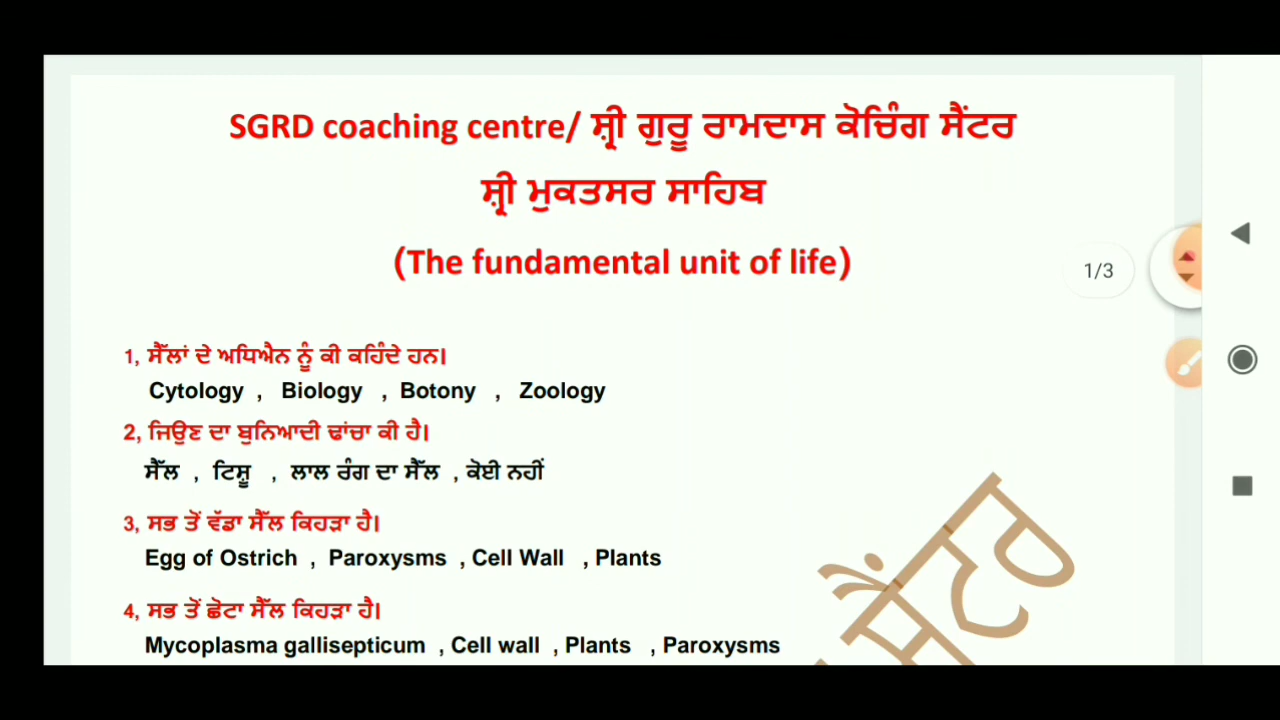 SGRD coaching centre/ ਸ਼੍ਰੀ ਗੁਰੂ ਰਾਮਦਾਸ ਕੋਚਿੰਗ ਸੈਂਟਰ
ਸ਼੍ਰੀ ਮੁਕਤਸਰ ਸਾਹਿਬ
(The fundamental unit of life)
1/3
1, ਸੈੱਲਾਂ ਦੇ ਅਧਿਐਨ ਨੂੰ ਕੀ ਕਹਿੰਦੇ ਹਨ।
Cytology , Biology , Botony , Zoology
2, ਜਿਉਣ ਦਾ ਬੁਨਿਆਦੀ ਢਾਂਚਾ ਕੀ ਹੈ।
ਸੈੱਲ , ਟਿਸ਼ੂ , ਲਾਲ ਰੰਗ ਦਾ ਸੈੱਲ , ਕੋਈ ਨਹੀਂ
3, ਸਭ ਤੋਂ ਵੱਡਾ ਸੈੱਲ ਕਿਹੜਾ ਹੈ।
Egg of Ostrich , Paroxysms , Cell Wall , Plants
4, ਸਭ ਤੋਂ ਛੋਟਾ ਸੈੱਲ ਕਿਹੜਾ ਹੈ।
Mycoplasma gallisepticum , Cell wall , Plants , Paroxysms
ਸੈਂਟਰ